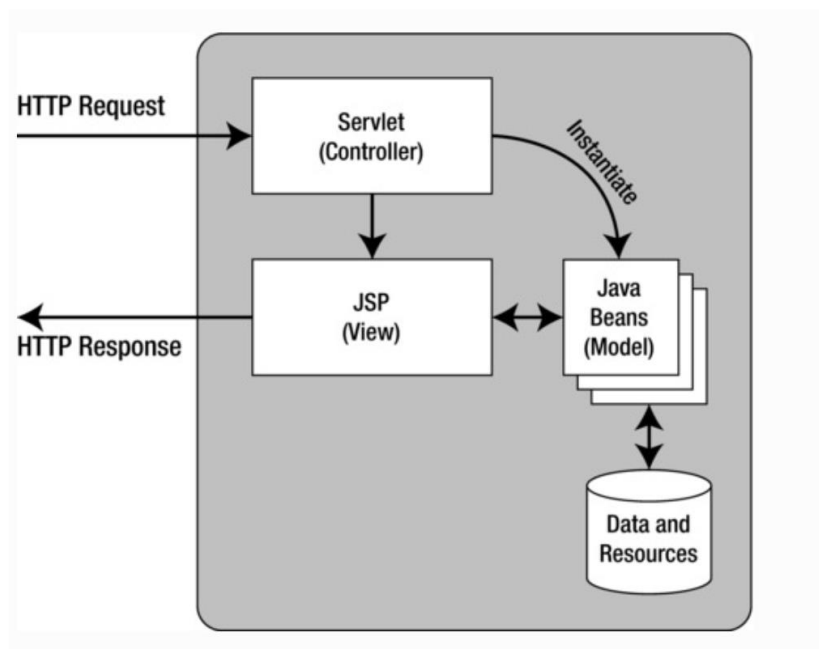 HTTP Request
Servlet
(Controller)
Instantiate
JSP
(View)
Java
Beans
(Model)
HTTP Response
Data and
Resources